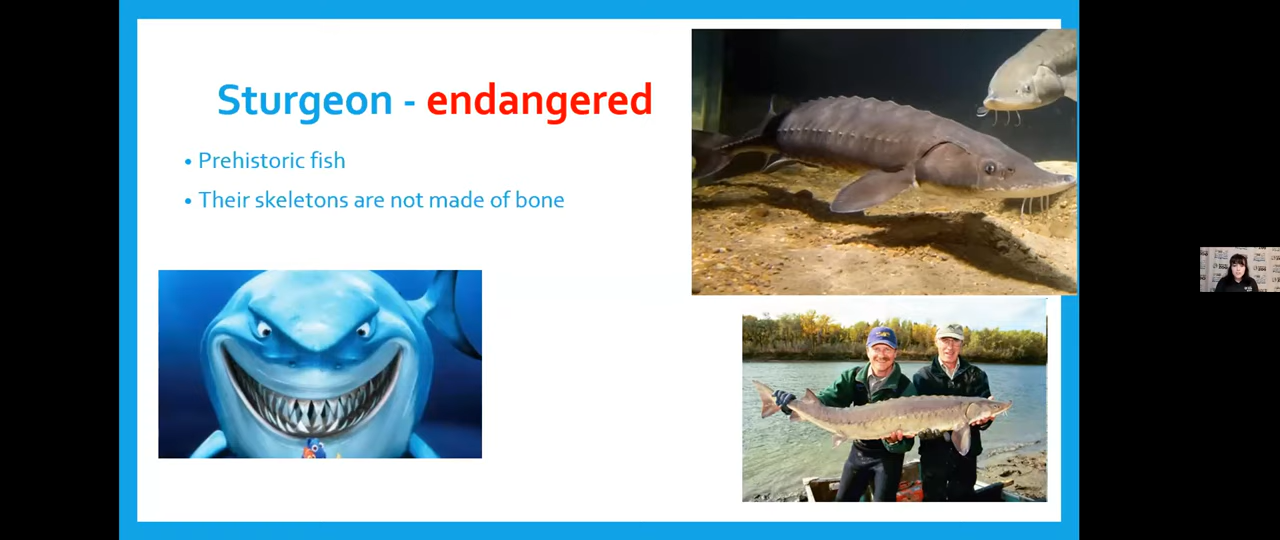 Sturgeon - endangered
• Prehistoric fish
• Their skeletons are not made of bone